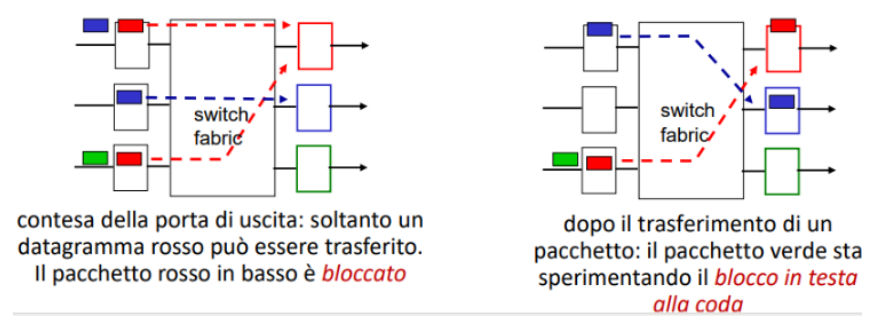 switch
fabric
contesa della porta di uscita: soltanto un
datagramma rosso può essere trasferito.
Il pacchetto rosso in basso è bloccato
switch
fabric
dopo il trasferimento di un
pacchetto: il pacchetto verde sta
sperimentando il blocco in testa
alla coda